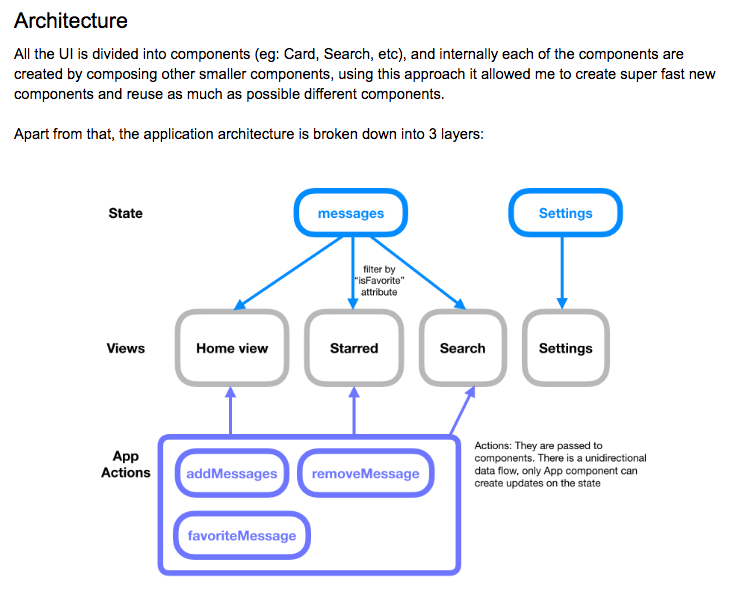 Architecture
All the UI is divided into components (eg: Card, Search, etc), and internally each of the components are
created by composing other smaller components, using this approach it allowed me to create super fast new
components and reuse as much as possible different components.
Apart from that, the application architecture is broken down into 3 layers:
State
messages
Settings
filter by
"isFavorite"
attribute
Views
Home view
Starred
Search
Settings
App
Actions
addMessages
removeMessage
favoriteMessage
Actions: They are passed to
components. There is a unidirectional
data flow, only App component can
create updates on the state